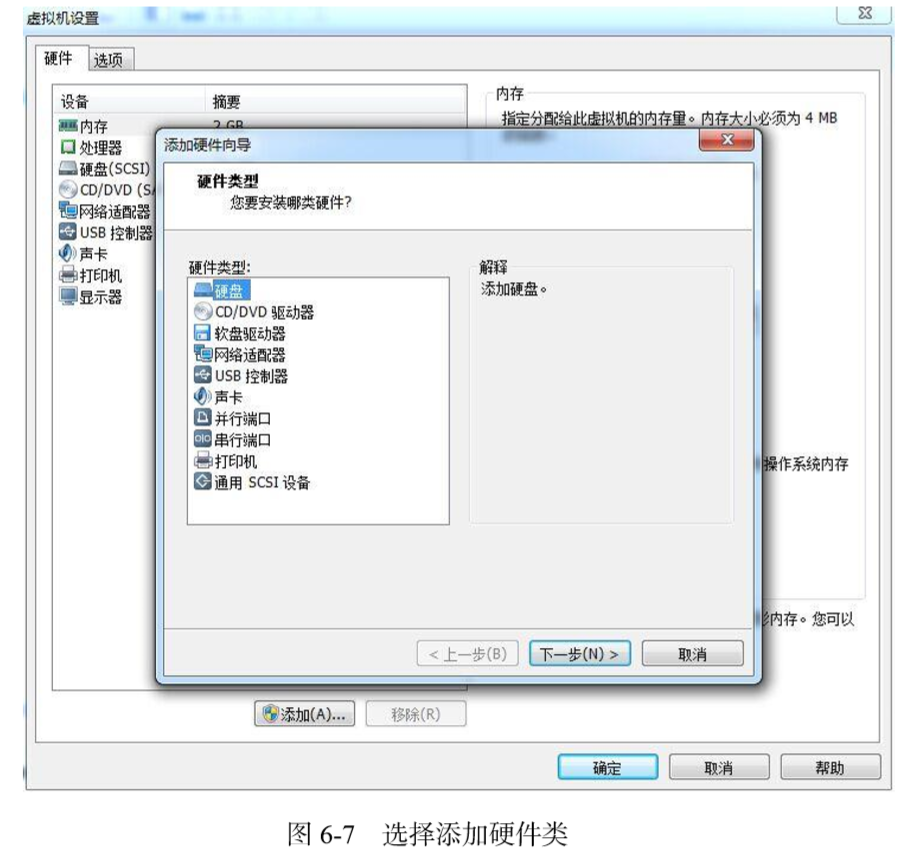 虚拟机设置
硬件 选项
设备 摘要
内存 2 GB
处理器
硬盘(SCSI)
CD/DVD (SA
网络适配器
USB 控制器
声卡
打印机
显示器
内存
指定分配给此虚拟机的内存量。内存大小必须为 4 MB
操作系统内存
内存。您可以
添加硬件向导
硬件类型
您要安装哪类硬件?
硬件类型:
硬盘
CD/DVD 驱动器
软盘驱动器
网络适配器
USB 控制器
声卡
并行端口
串行端口
打印机
通用 SCSI 设备
解释
添加硬盘。
< 上一步(B) 下一步(N) > 取消
添加(A)... 移除(R)
确定 取消 帮助
图 6-7 选择添加硬件类